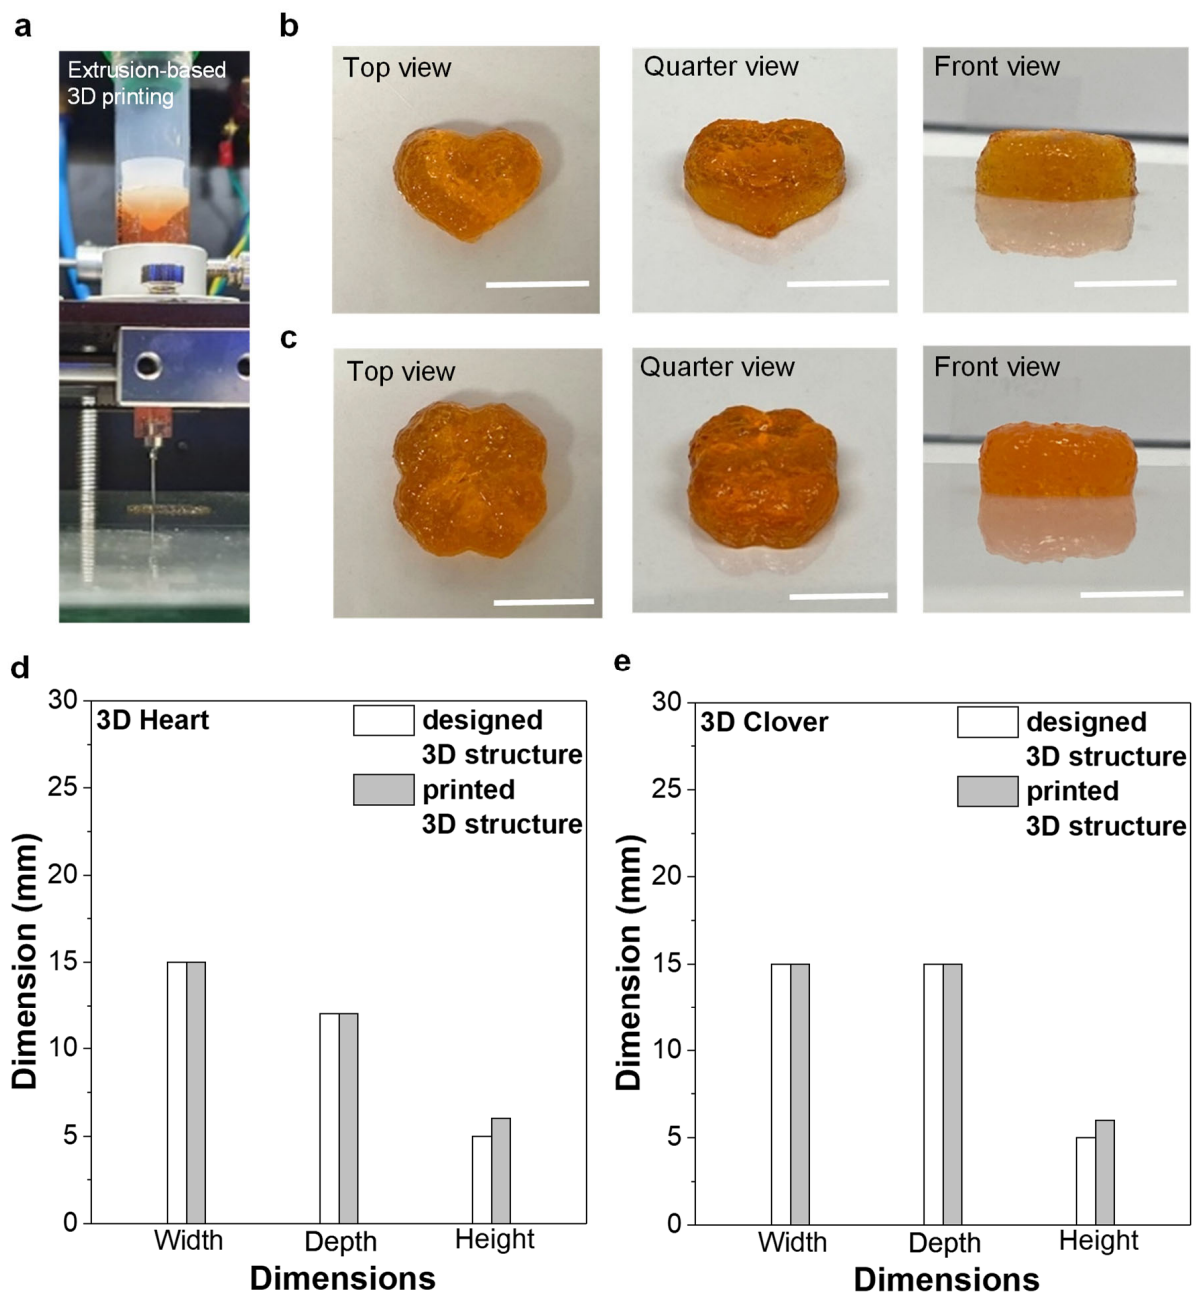 a
Extrusion-based
3D printing
b
Top view
Quarter view
Front view
c
Top view
Quarter view
Front view
d
3D Heart
designed
3D structure
printed
3D structure
30
25
20
15
10
5
0
Dimension (mm)
Width
Depth
Height
Dimensions
e
3D Clover
designed
3D structure
printed
3D structure
30
25
20
15
10
5
0
Dimension (mm)
Width
Depth
Height
Dimensions